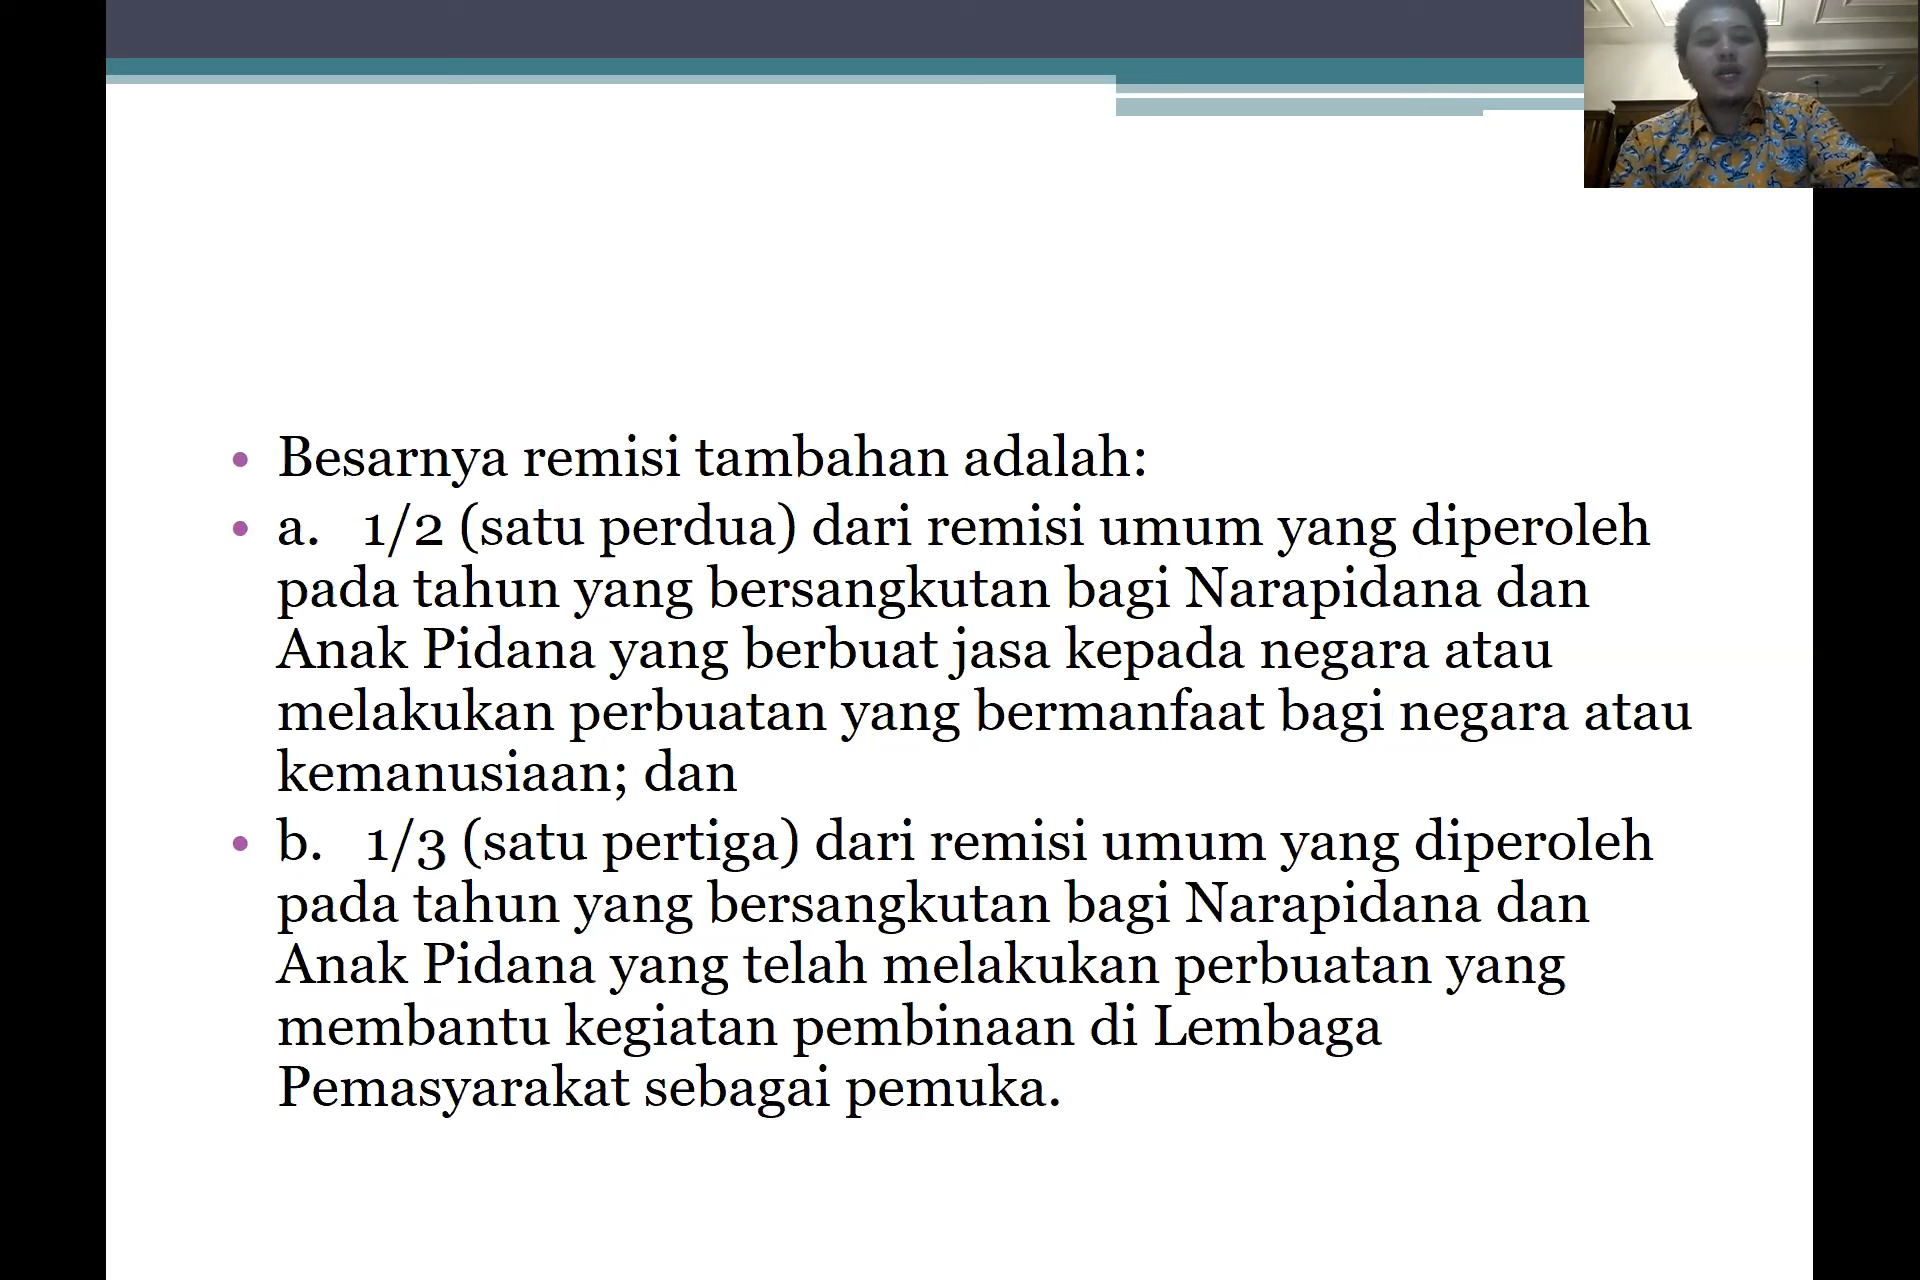 • Besarnya remisi tambahan adalah:
• a. 1/2 (satu perdua) dari remisi umum yang diperoleh
pada tahun yang bersangkutan bagi Narapidana dan
Anak Pidana yang berbuat jasa kepada negara atau
melakukan perbuatan yang bermanfaat bagi negara atau
kemanusiaan; dan
• b. 1/3 (satu pertiga) dari remisi umum yang diperoleh
pada tahun yang bersangkutan bagi Narapidana dan
Anak Pidana yang telah melakukan perbuatan yang
membantu kegiatan pembinaan di Lembaga
Pemasyarakat sebagai pemuka.